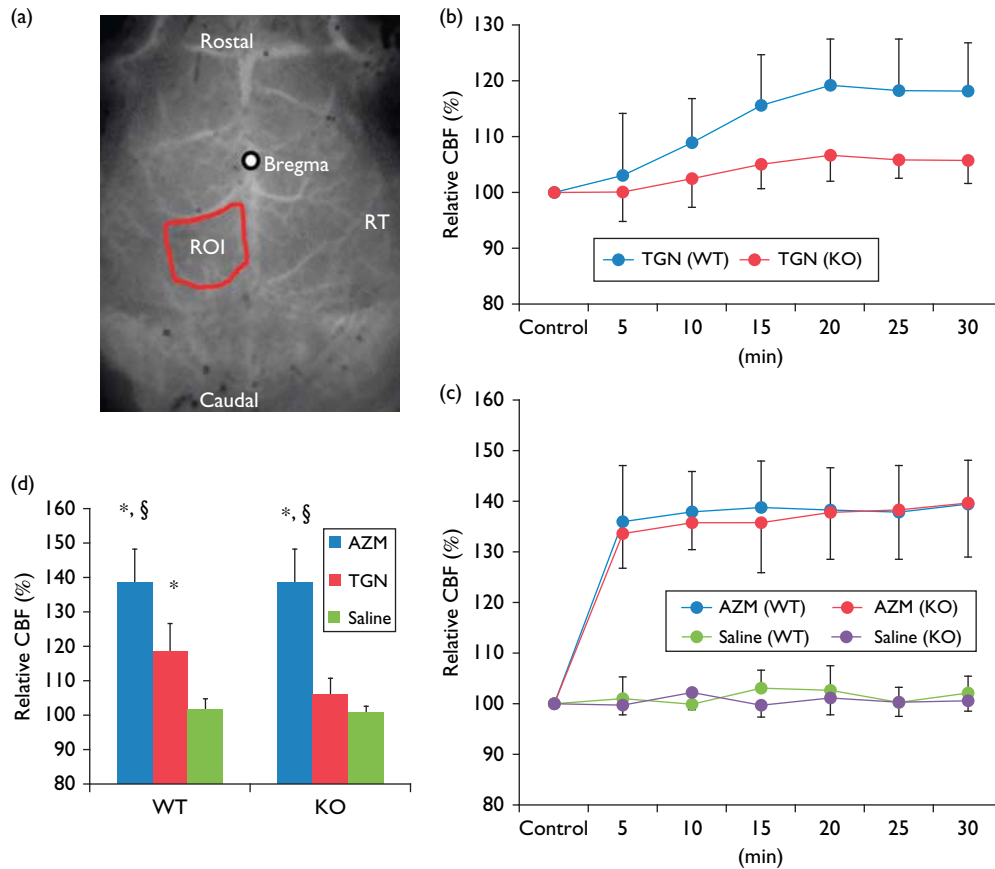 (a)
Rostal
Bregma
RT
ROI
Caudal
(b)
Relative CBF (%)
130
120
110
100
90
80
TGN (WT) TGN (KO)
Control 5 10 15 20 25 30
(min)
(c)
Relative CBF (%)
160
150
140
130
120
110
100
90
80
AZM (WT) AZM (KO)
Saline (WT) Saline (KO)
Control 5 10 15 20 25 30
(min)
(d)
Relative CBF (%)
160
150
140
130
120
110
100
90
80
*, §
*
*, §
AZM
TGN
Saline
WT KO